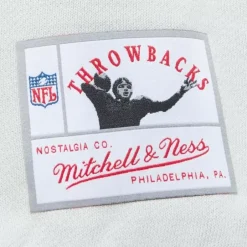 THROWBACKS
NFL
NOSTALGIA CO.
Mitchell & Ness
PHILADELPHIA, PA.